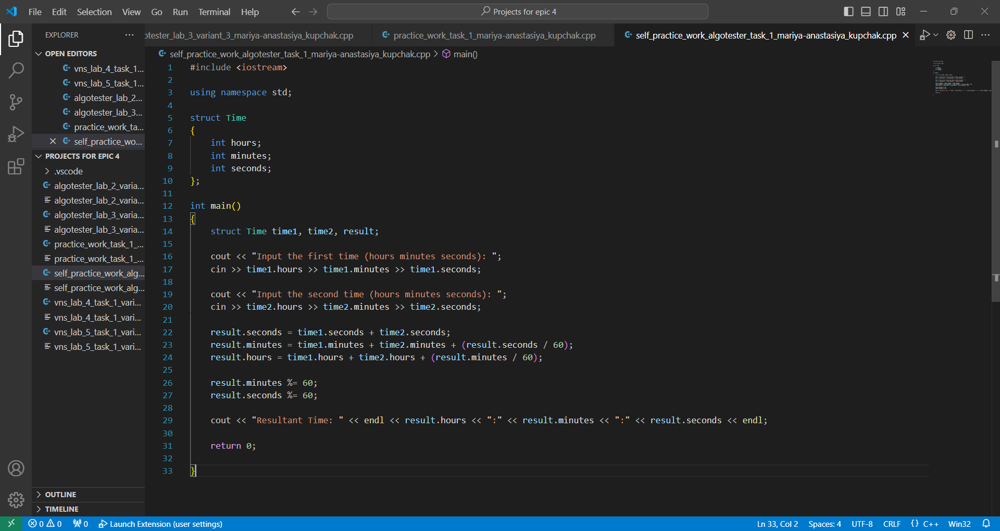 File Edit Selection View Go Run Terminal Help
Projects for epic 4
EXPLORER
otester_lab_3_variant_3_mariya-anastasiya_kupchak.cpp
practice_work_task_1_mariya-anastasiya_kupchak.cpp
self_practice_work_algotester_task_1_mariya-anastasiya_kupchak.cpp
OPEN EDITORS
vns_lab_4_task_1...
vns_lab_5_task_1...
algotester_lab_2...
algotester_lab_3...
practice_work_ta...
self_practice_wo...
PROJECTS FOR EPIC 4
.vscode
algotester_lab_2_varia...
algotester_lab_2_varia...
algotester_lab_3_varia...
algotester_lab_3_varia...
practice_work_task_1_...
practice_work_task_1_...
self_practice_work_alg...
self_practice_work_alg...
vns_lab_4_task_1_vari...
vns_lab_4_task_1_vari...
vns_lab_5_task_1_vari...
vns_lab_5_task_1_vari...
OUTLINE
TIMELINE
self_practice_work_algotester_task_1_mariya-anastasiya_kupchak.cpp > main()
1 #include <iostream>
2
3 using namespace std;
4
5 struct Time
6 {
7     int hours;
8     int minutes;
9     int seconds;
10 };
11
12 int main()
13 {
14     struct Time time1, time2, result;
15
16     cout << "Input the first time (hours minutes seconds): ";
17     cin >> time1.hours >> time1.minutes >> time1.seconds;
18
19     cout << "Input the second time (hours minutes seconds): ";
20     cin >> time2.hours >> time2.minutes >> time2.seconds;
21
22     result.seconds = time1.seconds + time2.seconds;
23     result.minutes = time1.minutes + time2.minutes + (result.seconds / 60);
24     result.hours = time1.hours + time2.hours + (result.minutes / 60);
25
26     result.minutes %= 60;
27     result.seconds %= 60;
28
29     cout << "Resultant Time: " << endl << result.hours << ":" << result.minutes << ":" << result.seconds << endl;
30
31     return 0;
32
33 }
0 0 0 Launch Extension (user settings)
Ln 33, Col 2 Spaces: 4 UTF-8 CRLF {} C++ Win32